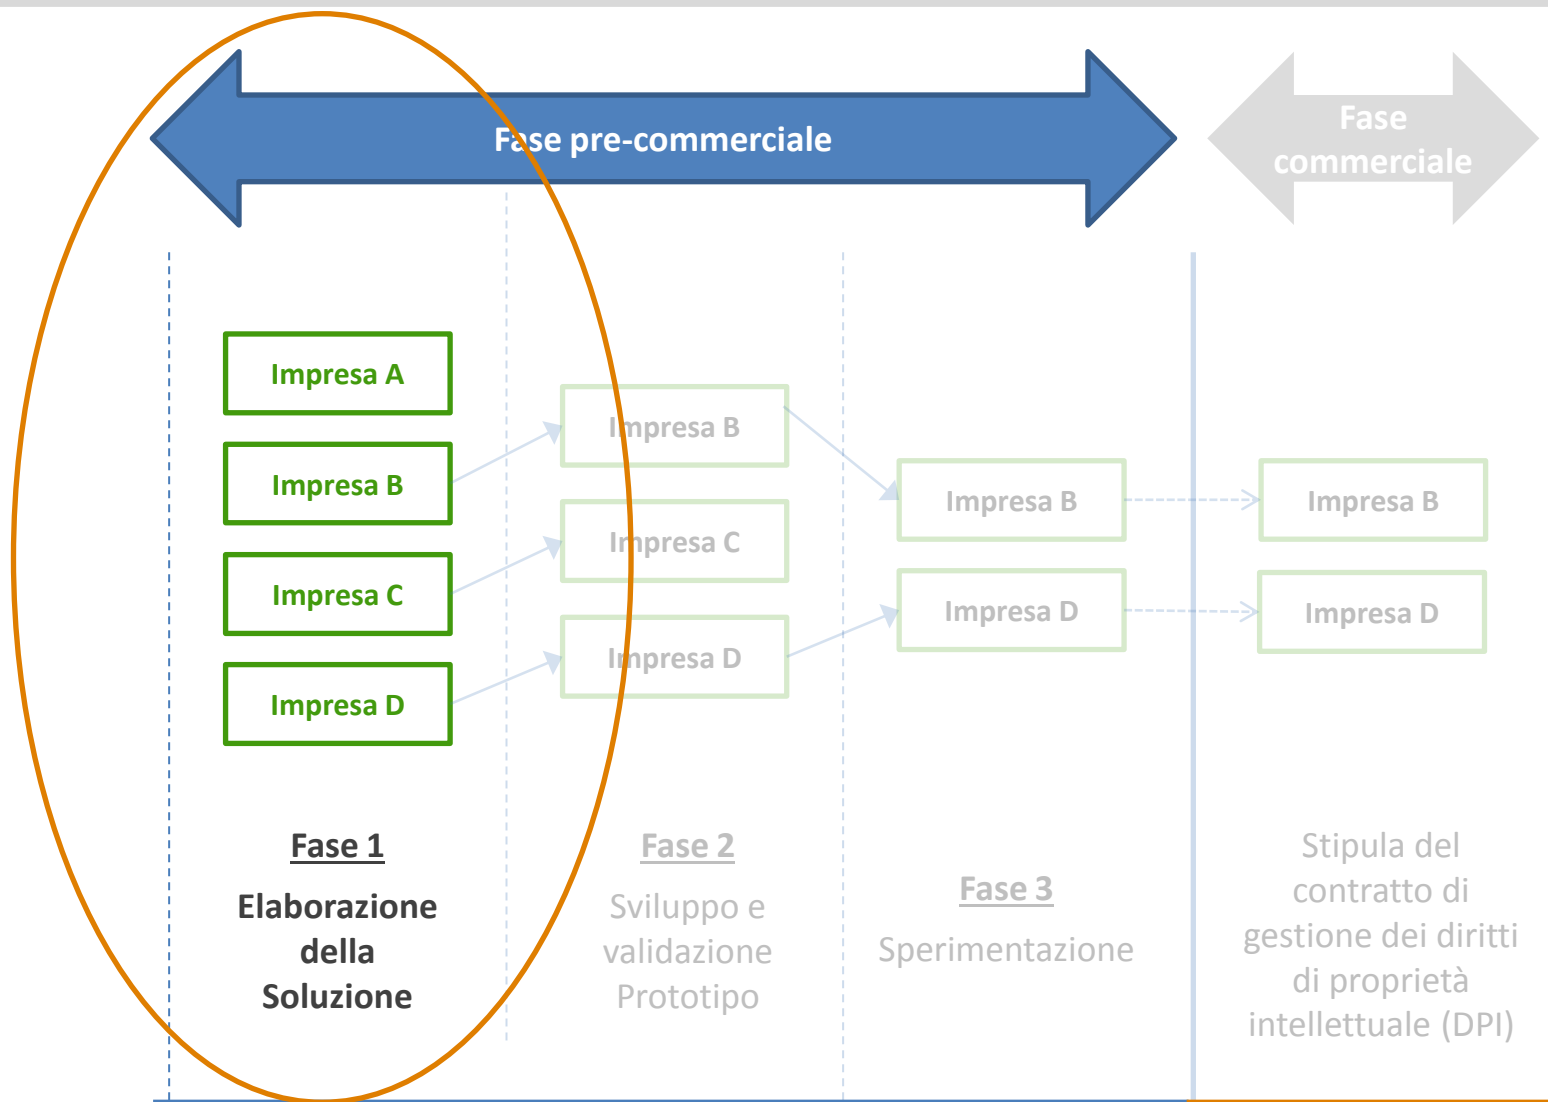 Fase pre-commerciale
Fase
commerciale
Impresa A
Impresa B
Impresa C
Impresa D
Impresa B
Impresa C
Impresa D
Impresa B
Impresa D
Impresa B
Impresa D
Fase 1
Elaborazione
della
Soluzione
Fase 2
Sviluppo e
validazione
Prototipo
Fase 3
Sperimentazione
Stipula del
contratto di
gestione dei diritti
di proprietà
intellettuale (DPI)